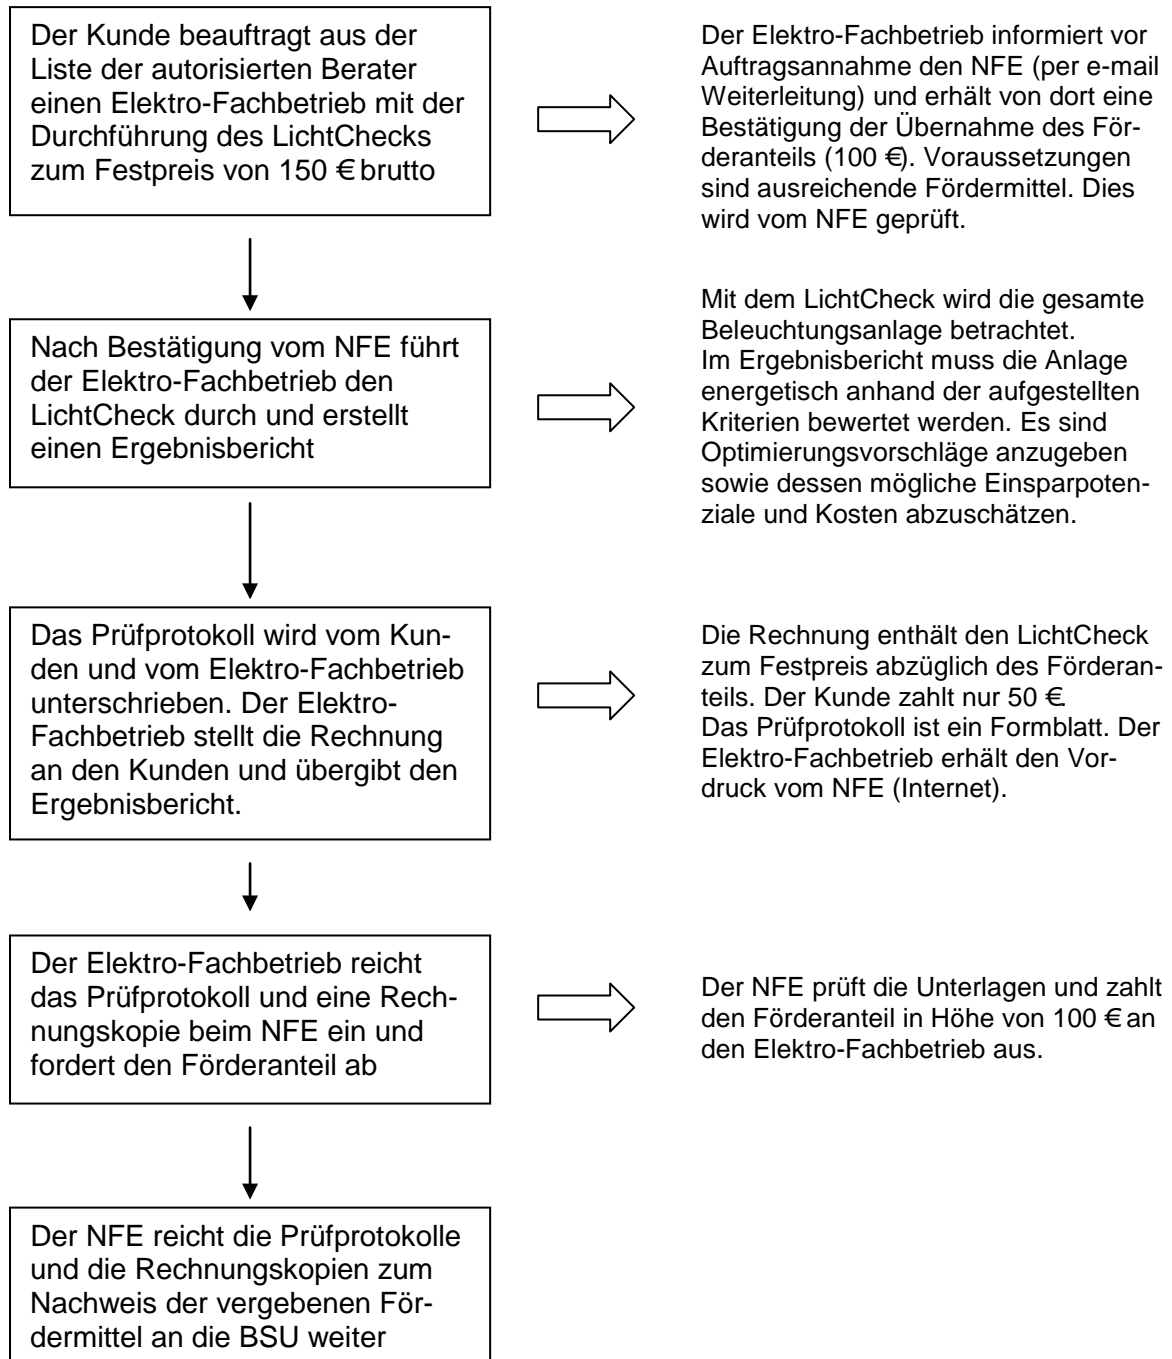 Der Kunde beauftragt aus der
Liste der autorisierten Berater
einen Elektro-Fachbetrieb mit der
Durchführung des LichtChecks
zum Festpreis von 150 € brutto
Der Elektro-Fachbetrieb informiert vor
Auftragsannahme den NFE (per e-mail
Weiterleitung) und erhält von dort eine
Bestätigung der Übernahme des För-
deranteils (100 €). Voraussetzungen
sind ausreichende Fördermittel. Dies
wird vom NFE geprüft.
Nach Bestätigung vom NFE führt
der Elektro-Fachbetrieb den
LichtCheck durch und erstellt
einen Ergebnisbericht
Mit dem LichtCheck wird die gesamte
Beleuchtungsanlage betrachtet.
Im Ergebnisbericht muss die Anlage
energetisch anhand der aufgestellten
Kriterien bewertet werden. Es sind
Optimierungsvorschläge anzugeben
sowie dessen mögliche Einsparpoten-
ziale und Kosten abzuschätzen.
Das Prüfprotokoll wird vom Kun-
den und vom Elektro-Fachbetrieb
unterschrieben. Der Elektro-
Fachbetrieb stellt die Rechnung
an den Kunden und übergibt den
Ergebnisbericht.
Die Rechnung enthält den LichtCheck
zum Festpreis abzüglich des Förderan-
teils. Der Kunde zahlt nur 50 €.
Das Prüfprotokoll ist ein Formblatt. Der
Elektro-Fachbetrieb erhält den Vor-
druck vom NFE (Internet).
Der Elektro-Fachbetrieb reicht
das Prüfprotokoll und eine Rech-
nungskopie beim NFE ein und
fordert den Förderanteil ab
Der NFE prüft die Unterlagen und zahlt
den Förderanteil in Höhe von 100 € an
den Elektro-Fachbetrieb aus.
Der NFE reicht die Prüfprotokolle
und die Rechnungskopien zum
Nachweis der vergebenen För-
dermittel an die BSU weiter